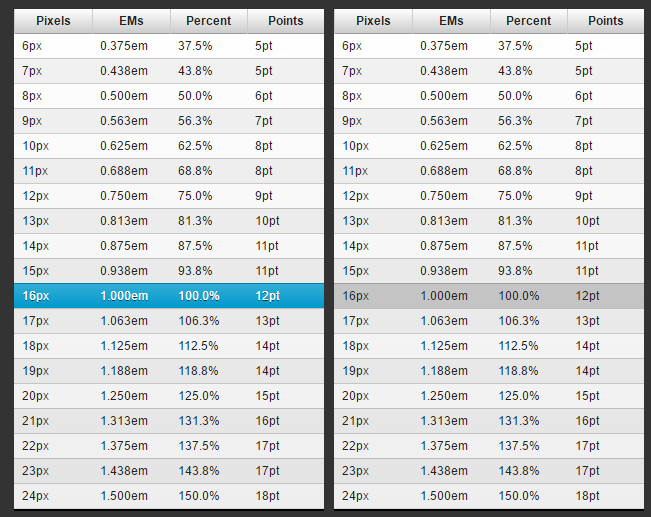 Pixels EMs Percent Points Pixels EMs Percent Points
6px 0.375em 37.5% 5pt 6px 0.375em 37.5% 5pt
7px 0.438em 43.8% 5pt 7px 0.438em 43.8% 5pt
8px 0.500em 50.0% 6pt 8px 0.500em 50.0% 6pt
9px 0.563em 56.3% 7pt 9px 0.563em 56.3% 7pt
10px 0.625em 62.5% 8pt 10px 0.625em 62.5% 8pt
11px 0.688em 68.8% 8pt 11px 0.688em 68.8% 8pt
12px 0.750em 75.0% 9pt 12px 0.750em 75.0% 9pt
13px 0.813em 81.3% 10pt 13px 0.813em 81.3% 10pt
14px 0.875em 87.5% 11pt 14px 0.875em 87.5% 11pt
15px 0.938em 93.8% 11pt 15px 0.938em 93.8% 11pt
16px 1.000em 100.0% 12pt 16px 1.000em 100.0% 12pt
17px 1.063em 106.3% 13pt 17px 1.063em 106.3% 13pt
18px 1.125em 112.5% 14pt 18px 1.125em 112.5% 14pt
19px 1.188em 118.8% 14pt 19px 1.188em 118.8% 14pt
20px 1.250em 125.0% 15pt 20px 1.250em 125.0% 15pt
21px 1.313em 131.3% 16pt 21px 1.313em 131.3% 16pt
22px 1.375em 137.5% 17pt 22px 1.375em 137.5% 17pt
23px 1.438em 143.8% 17pt 23px 1.438em 143.8% 17pt
24px 1.500em 150.0% 18pt 24px 1.500em 150.0% 18pt